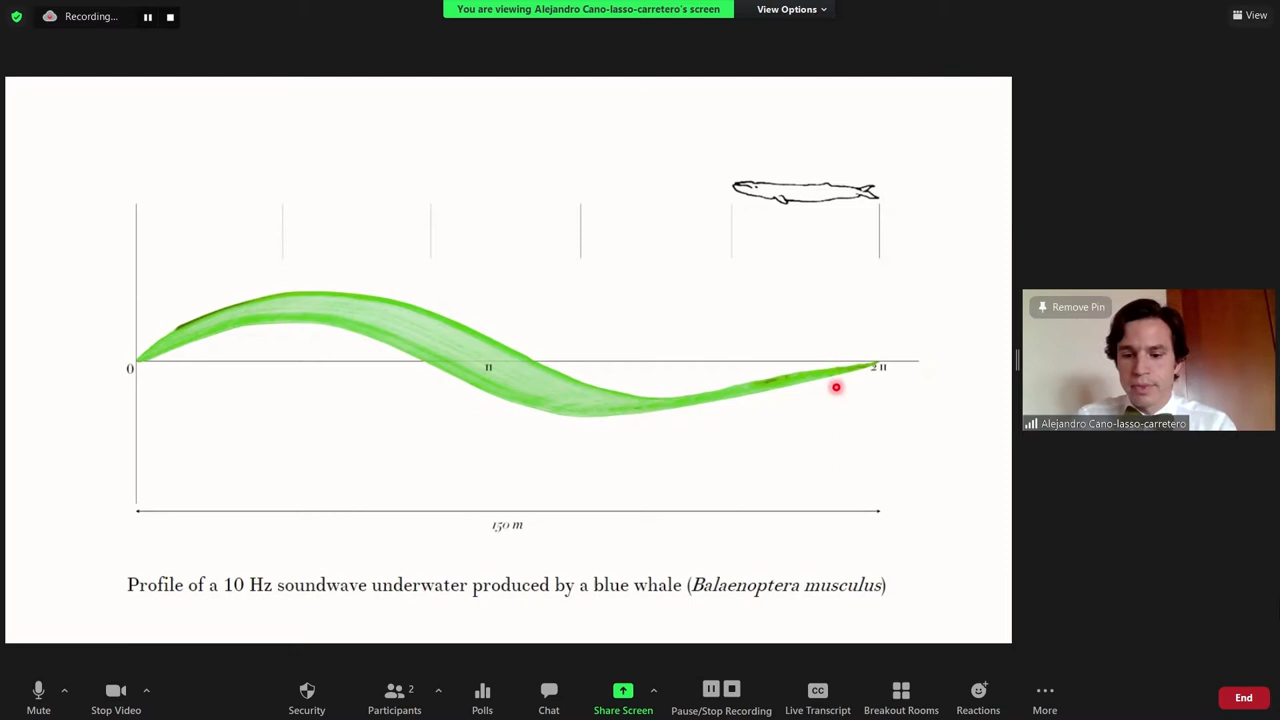 Recording...
You are viewing Alejandro Cano-lasso-carretero's screen
View Options
View
0
π
2 π
150 m
Profile of a 10 Hz soundwave underwater produced by a blue whale (Balaenoptera musculus)
Remove Pin
Alejandro Cano-lasso-carretero
Mute
Stop Video
Security
2
Participants
Polls
Chat
Share Screen
Pause/Stop Recording
CC
Live Transcript
Breakout Rooms
Reactions
More
End